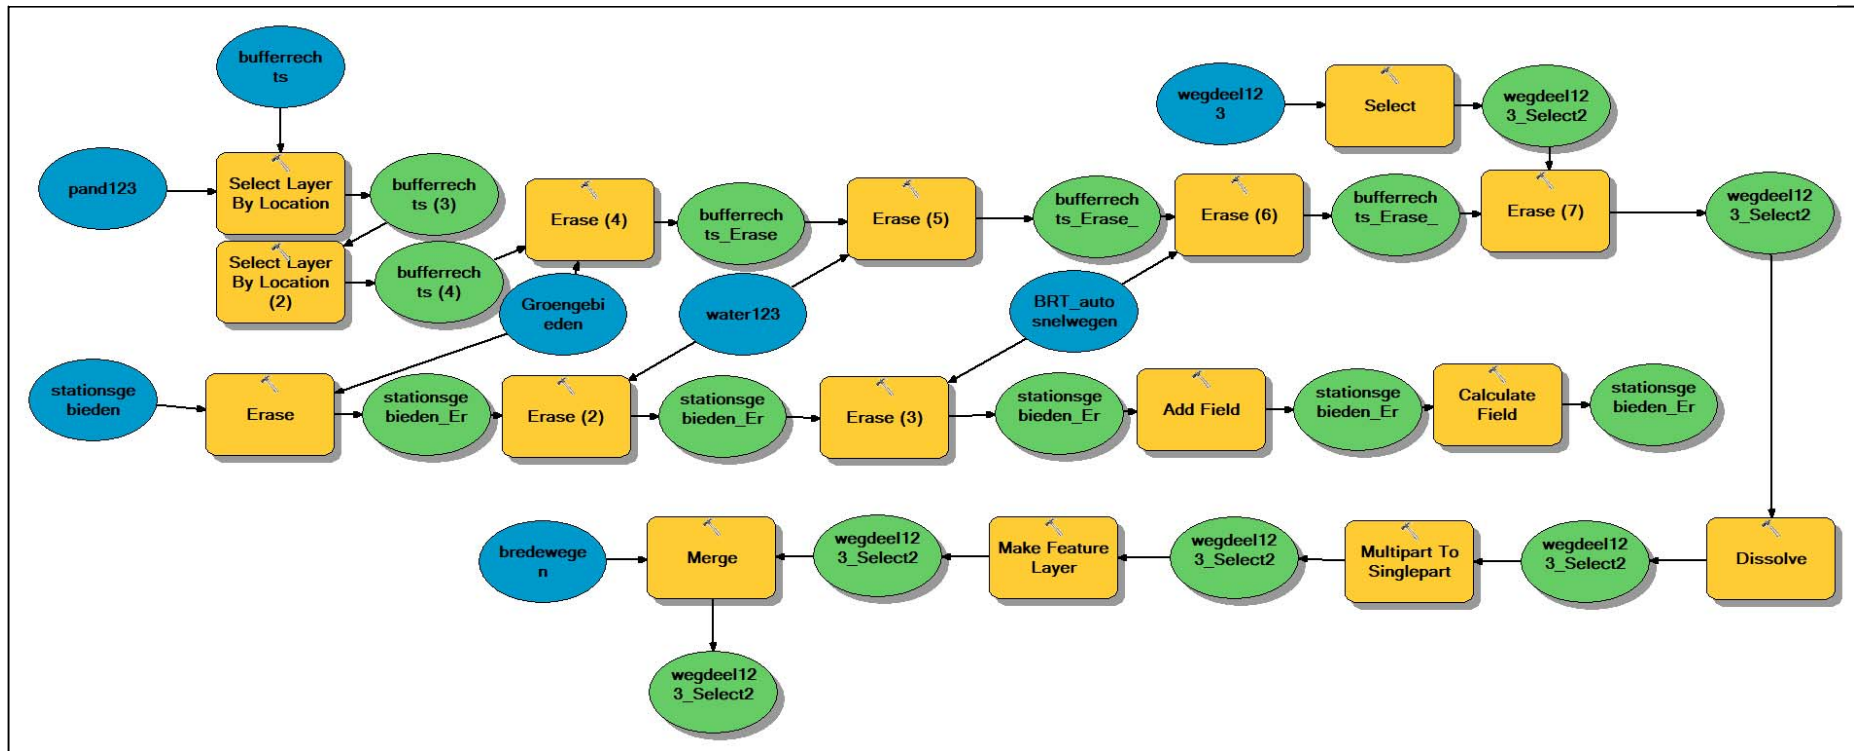 bufferrech
ts
wegdeel12
3
Select
wegdeel12
3_Select2
pand123
Select Layer
By Location
bufferrech
ts (3)
Erase (4)
bufferrech
ts_Erase
Erase (5)
bufferrech
ts_Erase_
Erase (6)
bufferrech
ts_Erase_
Erase (7)
wegdeel12
3_Select2
Select Layer
By Location
(2)
bufferrech
ts (4)
Groengebi
eden
water123
BRT_auto
snelwegen
stationsge
bieden
Erase
stationsge
bieden_Er
Erase (2)
stationsge
bieden_Er
Erase (3)
stationsge
bieden_Er
Add Field
stationsge
bieden_Er
Calculate
Field
stationsge
bieden_Er
bredewege
n
Merge
wegdeel12
3_Select2
Make Feature
Layer
wegdeel12
3_Select2
Multipart To
Singlepart
wegdeel12
3_Select2
Dissolve
wegdeel12
3_Select2